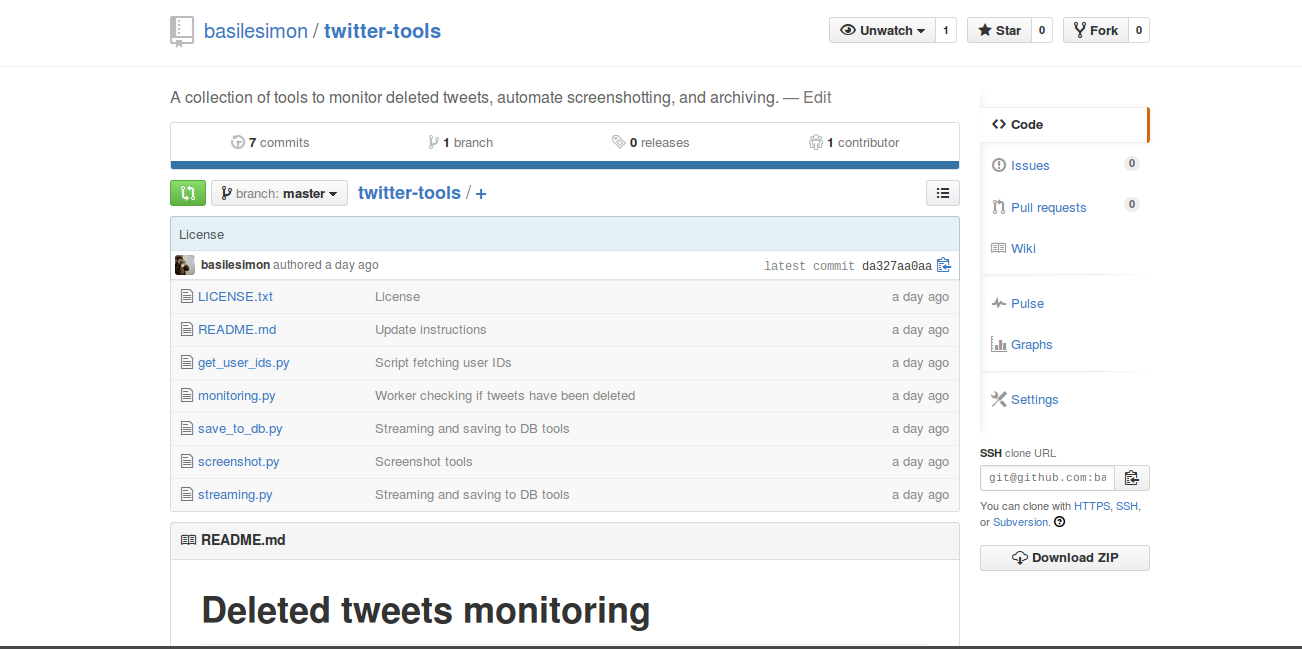 basilesimon / twitter-tools
Unwatch 1 Star 0 Fork 0
A collection of tools to monitor deleted tweets, automate screenshotting, and archiving. — Edit
7 commits 1 branch 0 releases 1 contributor
branch: master twitter-tools / +
License
basilesimon authored a day ago latest commit da327aa0aa
LICENSE.txt License a day ago
README.md Update instructions a day ago
get_user_ids.py Script fetching user IDs a day ago
monitoring.py Worker checking if tweets have been deleted a day ago
save_to_db.py Streaming and saving to DB tools a day ago
screenshot.py Screenshot tools a day ago
streaming.py Streaming and saving to DB tools a day ago
README.md
Deleted tweets monitoring
Code
Issues 0
Pull requests 0
Wiki
Pulse
Graphs
Settings
SSH clone URL
git@github.com:ba
You can clone with HTTPS, SSH,
or Subversion.
Download ZIP